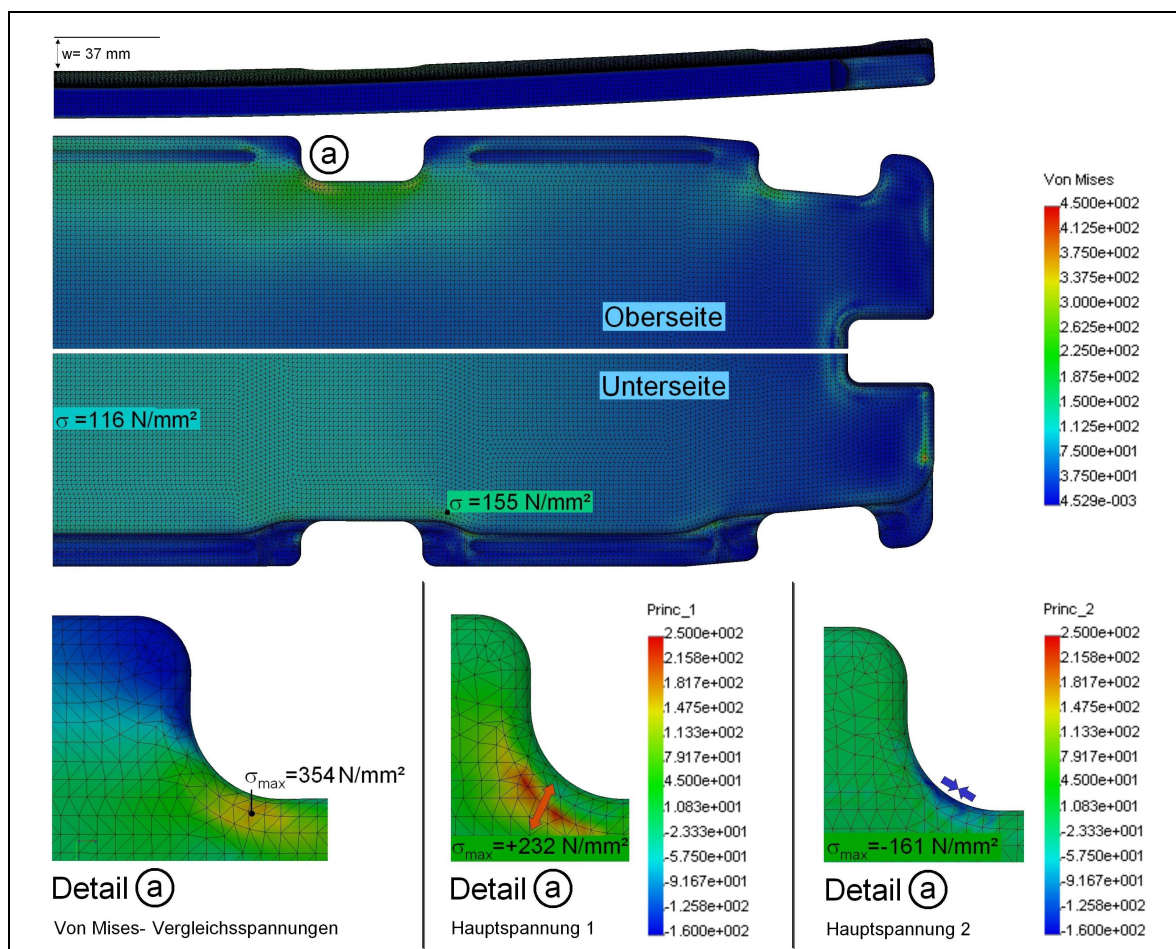 w= 37 mm
a
Von Mises
4.500e+002
4.125e+002
3.750e+002
3.375e+002
3.000e+002
2.625e+002
2.250e+002
1.875e+002
1.500e+002
1.125e+002
7.500e+001
3.750e+001
4.529e-003
Oberseite
Unterseite
σ =116 N/mm²
σ =155 N/mm²
σmax=354 N/mm²
Detail a
Von Mises- Vergleichsspannungen
Princ_1
2.500e+002
2.158e+002
1.817e+002
1.475e+002
1.133e+002
7.917e+001
4.500e+001
1.083e+001
-2.333e+001
-5.750e+001
-9.167e+001
-1.258e+002
-1.600e+002
σmax=+232 N/mm²
Detail a
Hauptspannung 1
Princ_2
2.500e+002
2.158e+002
1.817e+002
1.475e+002
1.133e+002
7.917e+001
4.500e+001
1.083e+001
-2.333e+001
-5.750e+001
-9.167e+001
-1.258e+002
-1.600e+002
σmax=-161 N/mm²
Detail a
Hauptspannung 2